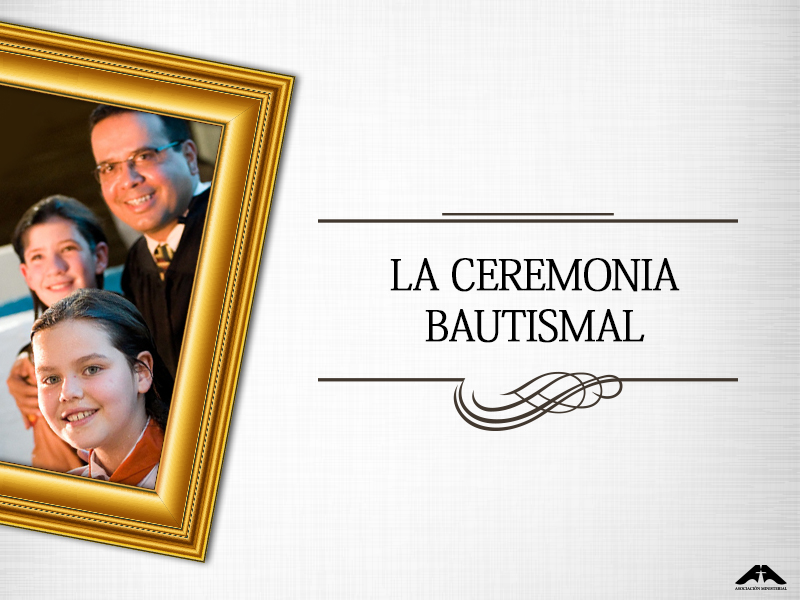 LA CEREMONIA
BAUTISMAL
ASOCIACIÓN MINISTERIAL